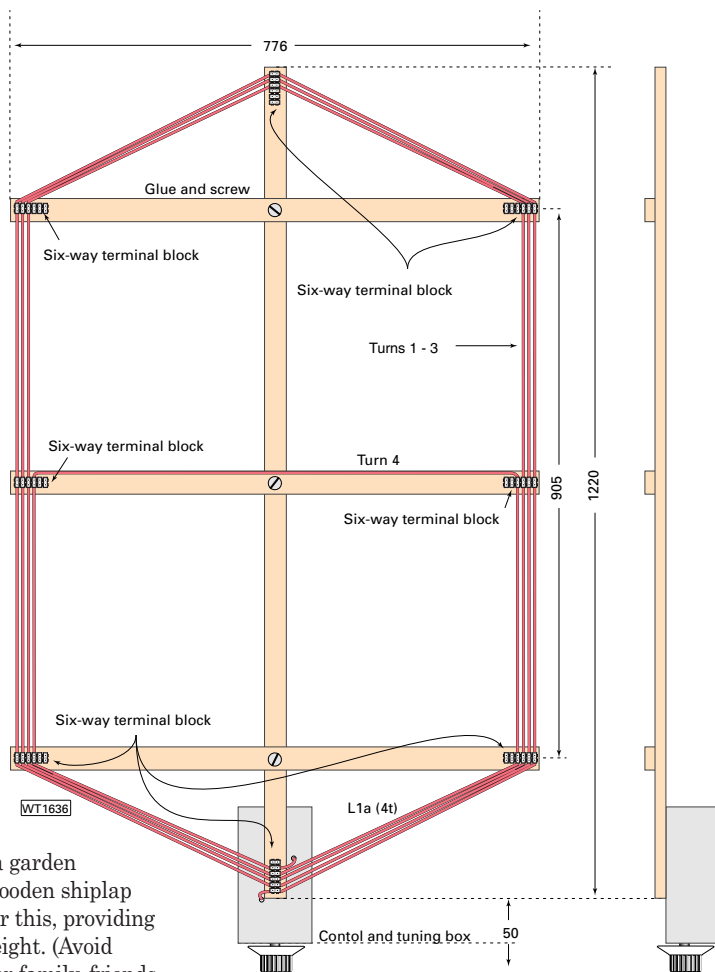 776
Glue and screw
Six-way terminal block
Six-way terminal block
Turns 1 - 3
Six-way terminal block
Turn 4
905
1220
Six-way terminal block
Six-way terminal block
WT1636
L1a (4t)
garden
ooden shiplap
r this, providing
eight. (Avoid
Contol and tuning box
50
family, friends